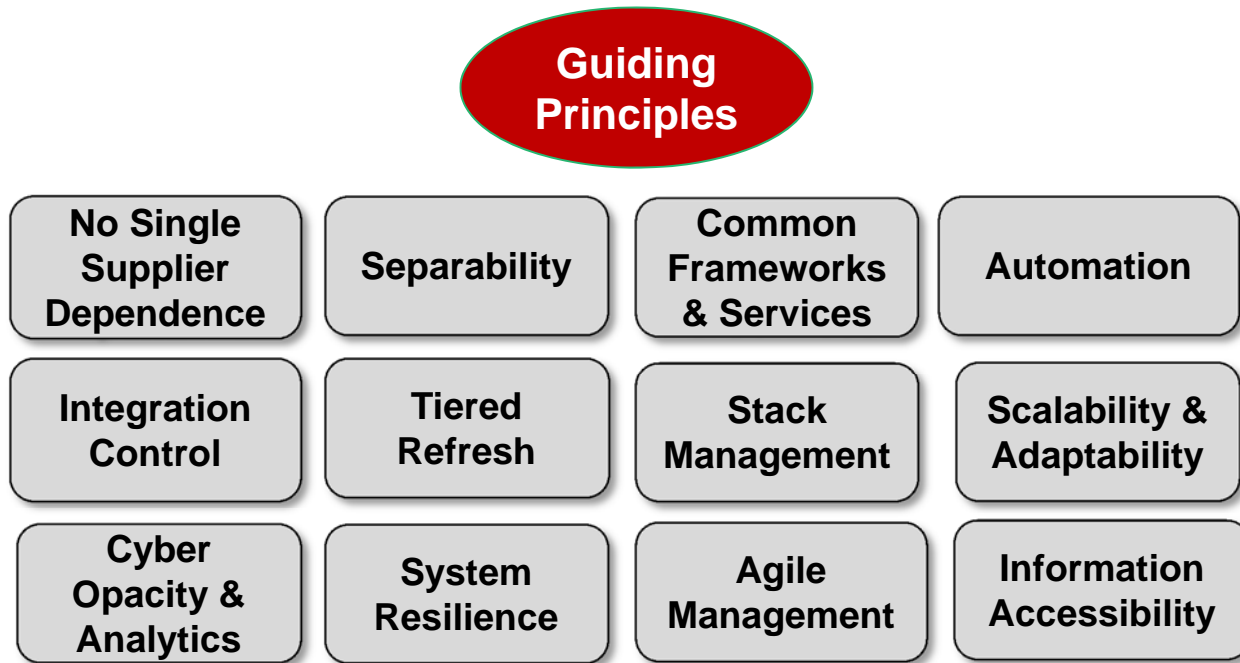 Guiding
Principles
No Single
Supplier
Dependence
Separability
Common
Frameworks
& Services
Automation
Integration
Control
Tiered
Refresh
Stack
Management
Scalability &
Adaptability
Cyber
Opacity &
Analytics
System
Resilience
Agile
Management
Information
Accessibility